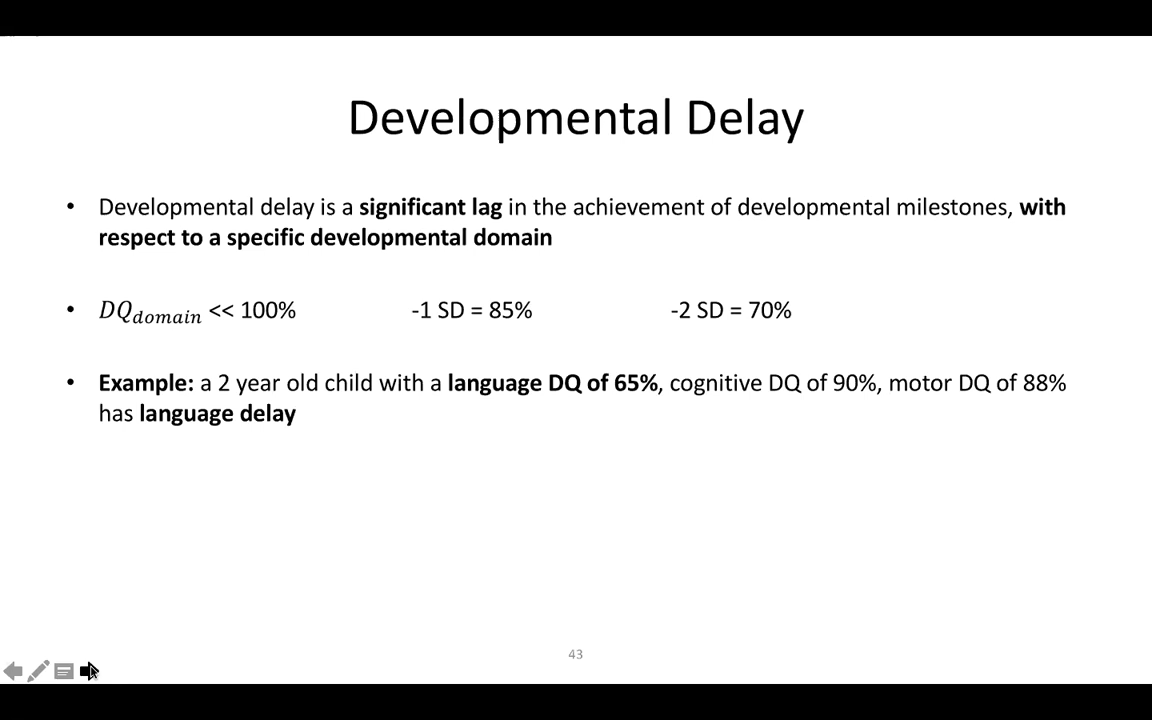 Developmental Delay
• Developmental delay is a significant lag in the achievement of developmental milestones, with
respect to a specific developmental domain
• DQdomain << 100% -1 SD = 85% -2 SD = 70%
• Example: a 2 year old child with a language DQ of 65%, cognitive DQ of 90%, motor DQ of 88%
has language delay
43